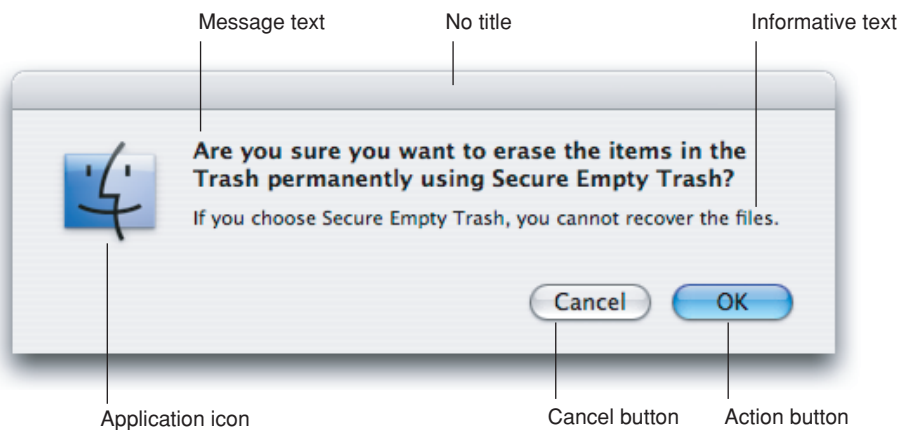 Message text
No title
Informative text
Are you sure you want to erase the items in the
Trash permanently using Secure Empty Trash?
If you choose Secure Empty Trash, you cannot recover the files.
Cancel
OK
Application icon
Cancel button
Action button